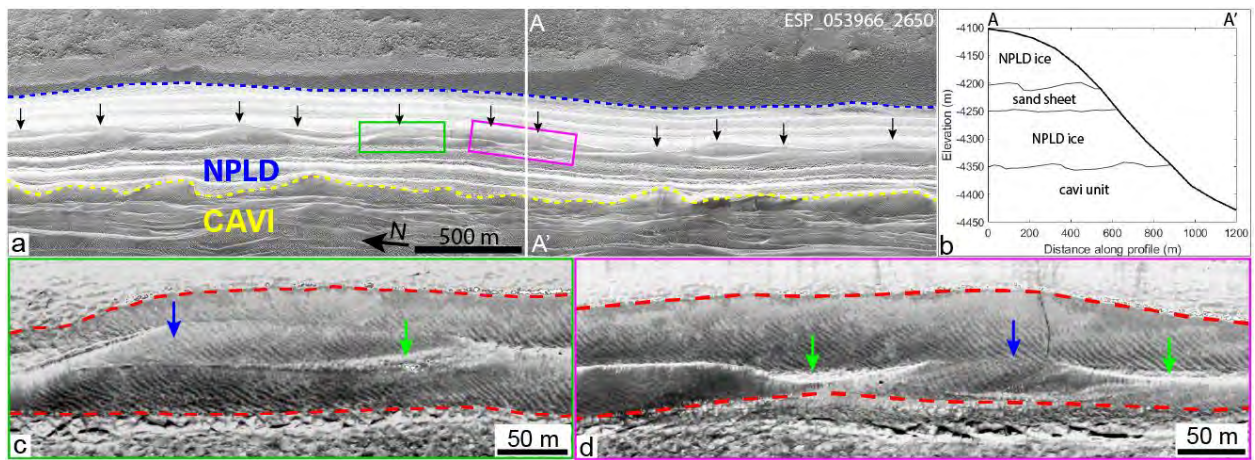 A
ESP_053966_2650
NPLD
CAVI
N
500 m
a
A'
A
A'
-4100
-4150
-4200
-4250
-4300
-4350
-4400
-4450
Elevation (m)
NPLD ice
sand sheet
NPLD ice
cavi unit
0
200
400
600
800
1000
1200
Distance along profile (m)
b
c
50 m
d
50 m